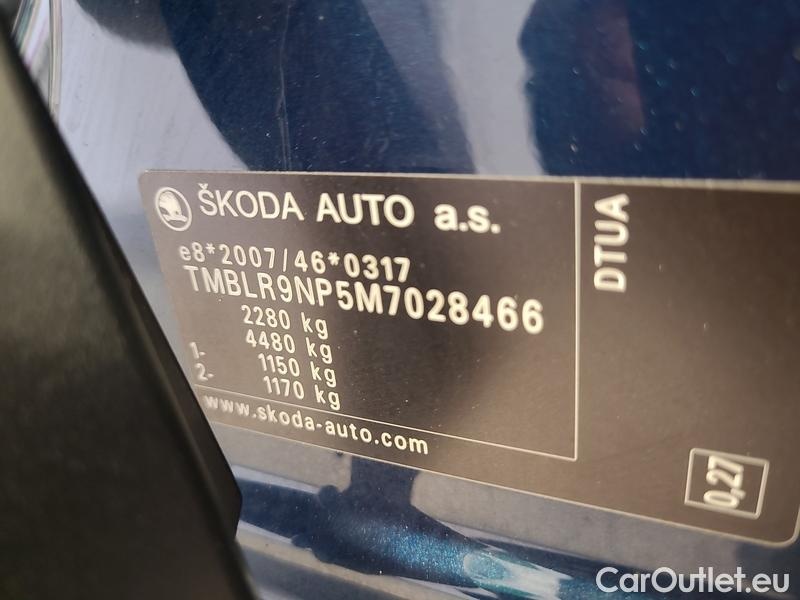 ŠKODA AUTO a.s.
e8*2007/46*0317
TMBLR9NP5M7028466
2280 kg
4480 kg
1- 1150 kg
2- 1170 kg
www.skoda-auto.com
DTUA
0,27
CarOutlet.eu